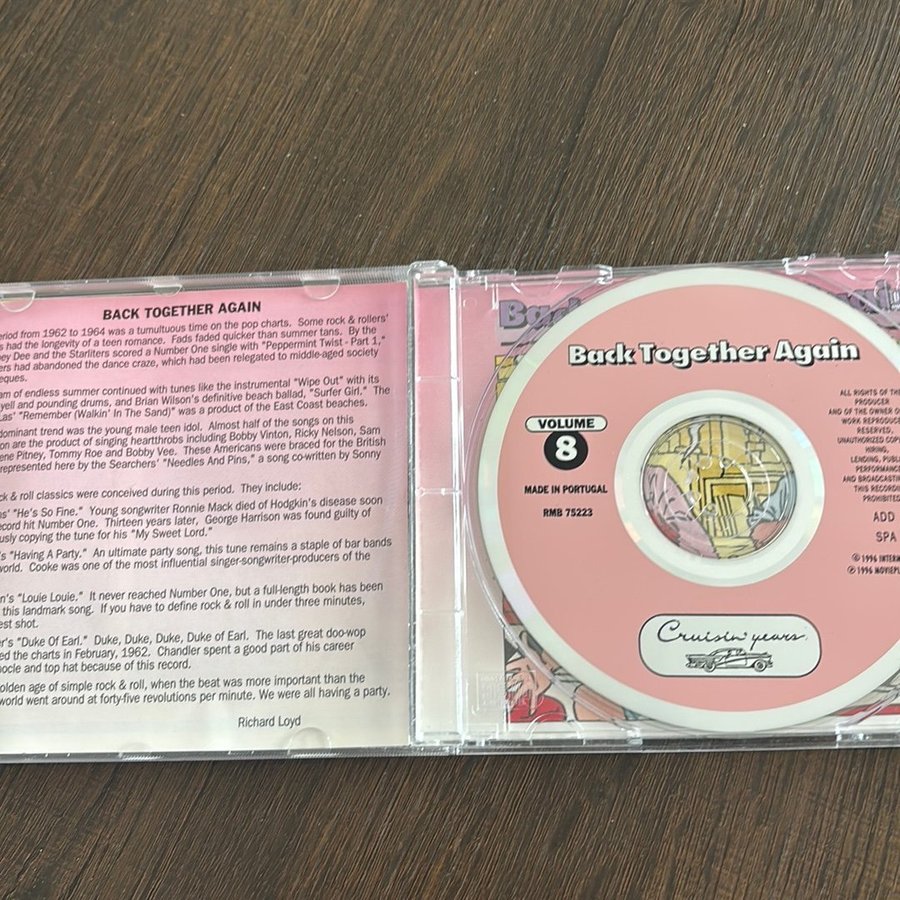 BACK TOGETHER AGAIN
eriod from 1962 to 1964 was a tumultuous time on the pop charts. Some rock & rollers'
s had the longevity of a teen romance. Fads faded quicker than summer tans. By the
ey Dee and the Starliters scored a Number One single with "Peppermint Twist - Part 1,"
ers had abandoned the dance craze, which had been relegated to middle-aged society
eques.
am of endless summer continued with tunes like the instrumental "Wipe Out" with its
yell and pounding drums, and Brian Wilson's definitive beach ballad, "Surfer Girl." The
Las' "Remember (Walkin' In The Sand)" was a product of the East Coast beaches.
dominant trend was the young male teen idol. Almost half of the songs on this
on are the product of singing heartthrobs including Bobby Vinton, Ricky Nelson, Sam
ene Pitney, Tommy Roe and Bobby Vee. These Americans were braced for the British
represented here by the Searchers' "Needles And Pins," a song co-written by Sonny
ck & roll classics were conceived during this period. They include:
ns' "He's So Fine." Young songwriter Ronnie Mack died of Hodgkin's disease soon
ecord hit Number One. Thirteen years later, George Harrison was found guilty of
usly copying the tune for his "My Sweet Lord."
's "Having A Party." An ultimate party song, this tune remains a staple of bar bands
world. Cooke was one of the most influential singer-songwriter-producers of the
n's "Louie Louie." It never reached Number One, but a full-length book has been
this landmark song. If you have to define rock & roll in under three minutes,
est shot.
er's "Duke Of Earl." Duke, Duke, Duke, Duke of Earl. The last great doo-wop
ed the charts in February, 1962. Chandler spent a good part of his career
nocle and top hat because of this record.
olden age of simple rock & roll, when the beat was more important than the
world went around at forty-five revolutions per minute. We were all having a party.
Richard Loyd
Back Together Again
VOLUME
8
MADE IN PORTUGAL
RMB 75223
ALL RIGHTS OF THE
PRODUCER
AND OF THE OWNER O
WORK REPRODUCE
RESERVED,
UNAUTHORIZED COPY
HIRING,
LENDING, PUBL
PERFORMANC
AND BROADCASTIN
THIS RECORDI
PROHIBITED
ADD
SPA
© 1996 INTERM
℗ 1996 MOVIEPL
Cruisin' years